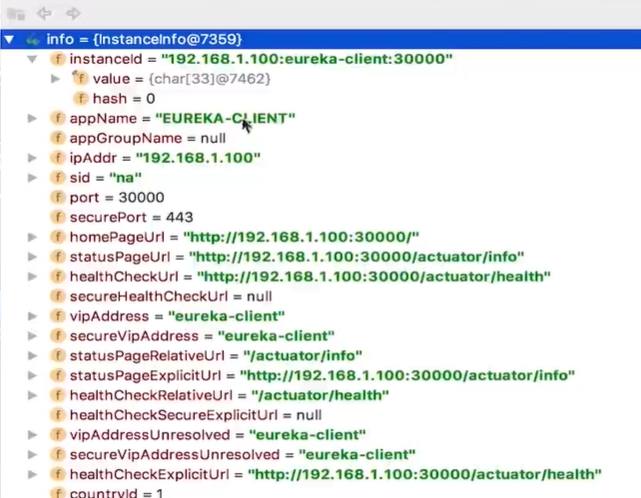 info = {InstanceInfo@7359}
instanceId = "192.168.1.100:eureka-client:30000"
value = {char[33]@7462}
hash = 0
appName = "EUREKA-CLIENT"
appGroupName = null
ipAddr = "192.168.1.100"
sid = "na"
port = 30000
securePort = 443
homePageUrl = "http://192.168.1.100:30000/"
statusPageUrl = "http://192.168.1.100:30000/actuator/info"
healthCheckUrl = "http://192.168.1.100:30000/actuator/health"
secureHealthCheckUrl = null
vipAddress = "eureka-client"
secureVipAddress = "eureka-client"
statusPageRelativeUrl = "/actuator/info"
statusPageExplicitUrl = "http://192.168.1.100:30000/actuator/info"
healthCheckRelativeUrl = "/actuator/health"
healthCheckSecureExplicitUrl = null
vipAddressUnresolved = "eureka-client"
secureVipAddressUnresolved = "eureka-client"
healthCheckExplicitUrl = "http://192.168.1.100:30000/actuator/health"
countryId = 1